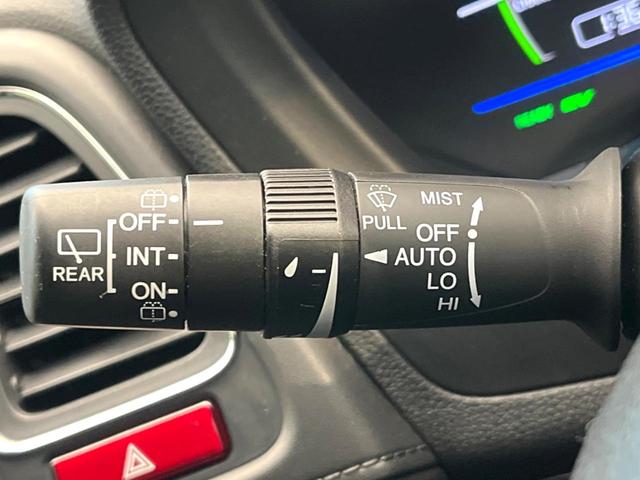 OFF
INT
REAR
ON
PULL
MIST
OFF
AUTO
LO
HI